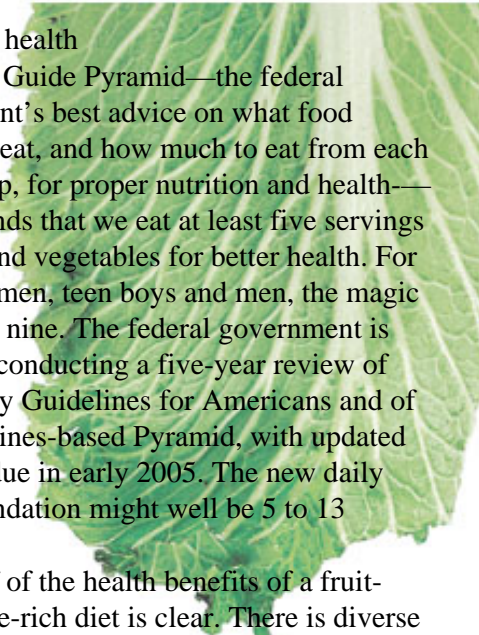 health
Guide Pyramid—the federal
nt's best advice on what food
eat, and how much to eat from each
p, for proper nutrition and health-—
nds that we eat at least five servings
nd vegetables for better health. For
men, teen boys and men, the magic
nine. The federal government is
conducting a five-year review of
y Guidelines for Americans and of
ines-based Pyramid, with updated
ue in early 2005. The new daily
ndation might well be 5 to 13
of the health benefits of a fruit-
e-rich diet is clear. There is diverse